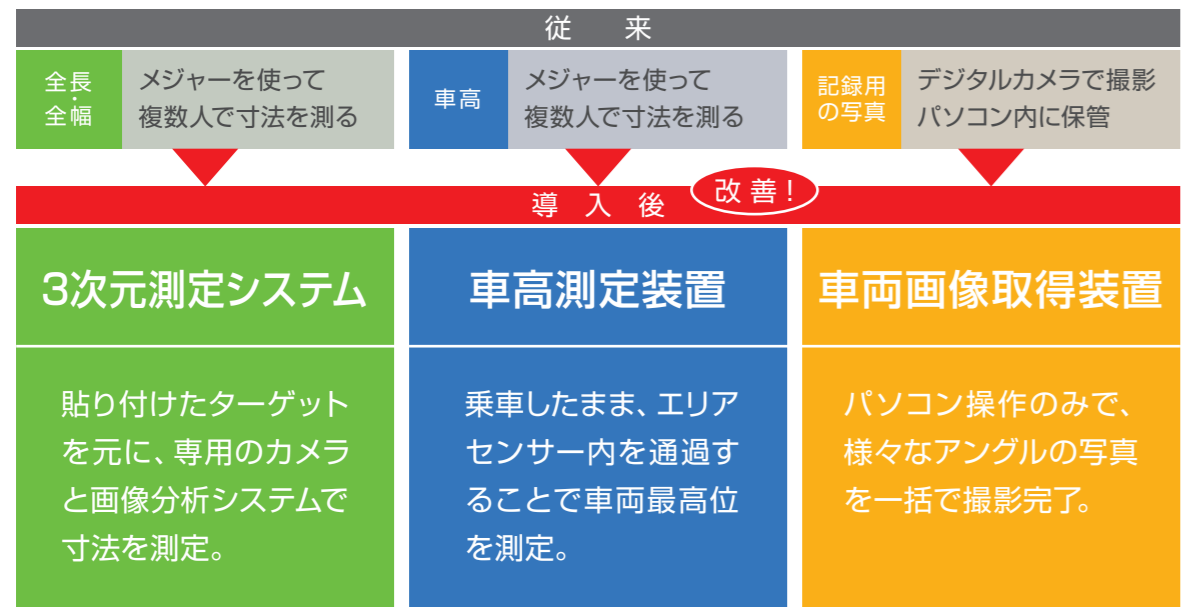 従 来
全長・全幅
メジャーを使って
複数人で寸法を測る
車高
メジャーを使って
複数人で寸法を測る
記録用
の写真
デジタルカメラで撮影
パソコン内に保管
導 入 後
改 善！
3次元測定システム
貼り付けたターゲット
を元に、専用のカメラ
と画像分析システムで
寸法を測定。
車高測定装置
乗車したまま、エリア
センサー内を通過す
ることで車両最高位
を測定。
車両画像取得装置
パソコン操作のみで、
様々なアングルの写真
を一括で撮影完了。